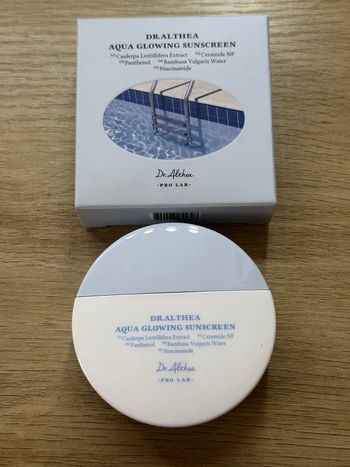 DR.ALTHEA
AQUA GLOWING SUNSCREEN
Caulerpa Lentillifera Extract Ceramide NP
Panthenol Bambusa Vulgaris Water
Niacinamide
Dr. Althea
-PRO LAB-
DR.ALTHEA
AQUA GLOWING SUNSCREEN
Caulerpa Lentillifera Extract Ceramide NP
Panthenol Bambusa Vulgaris Water
Niacinamide
Dr. Althea
-PRO LAB-